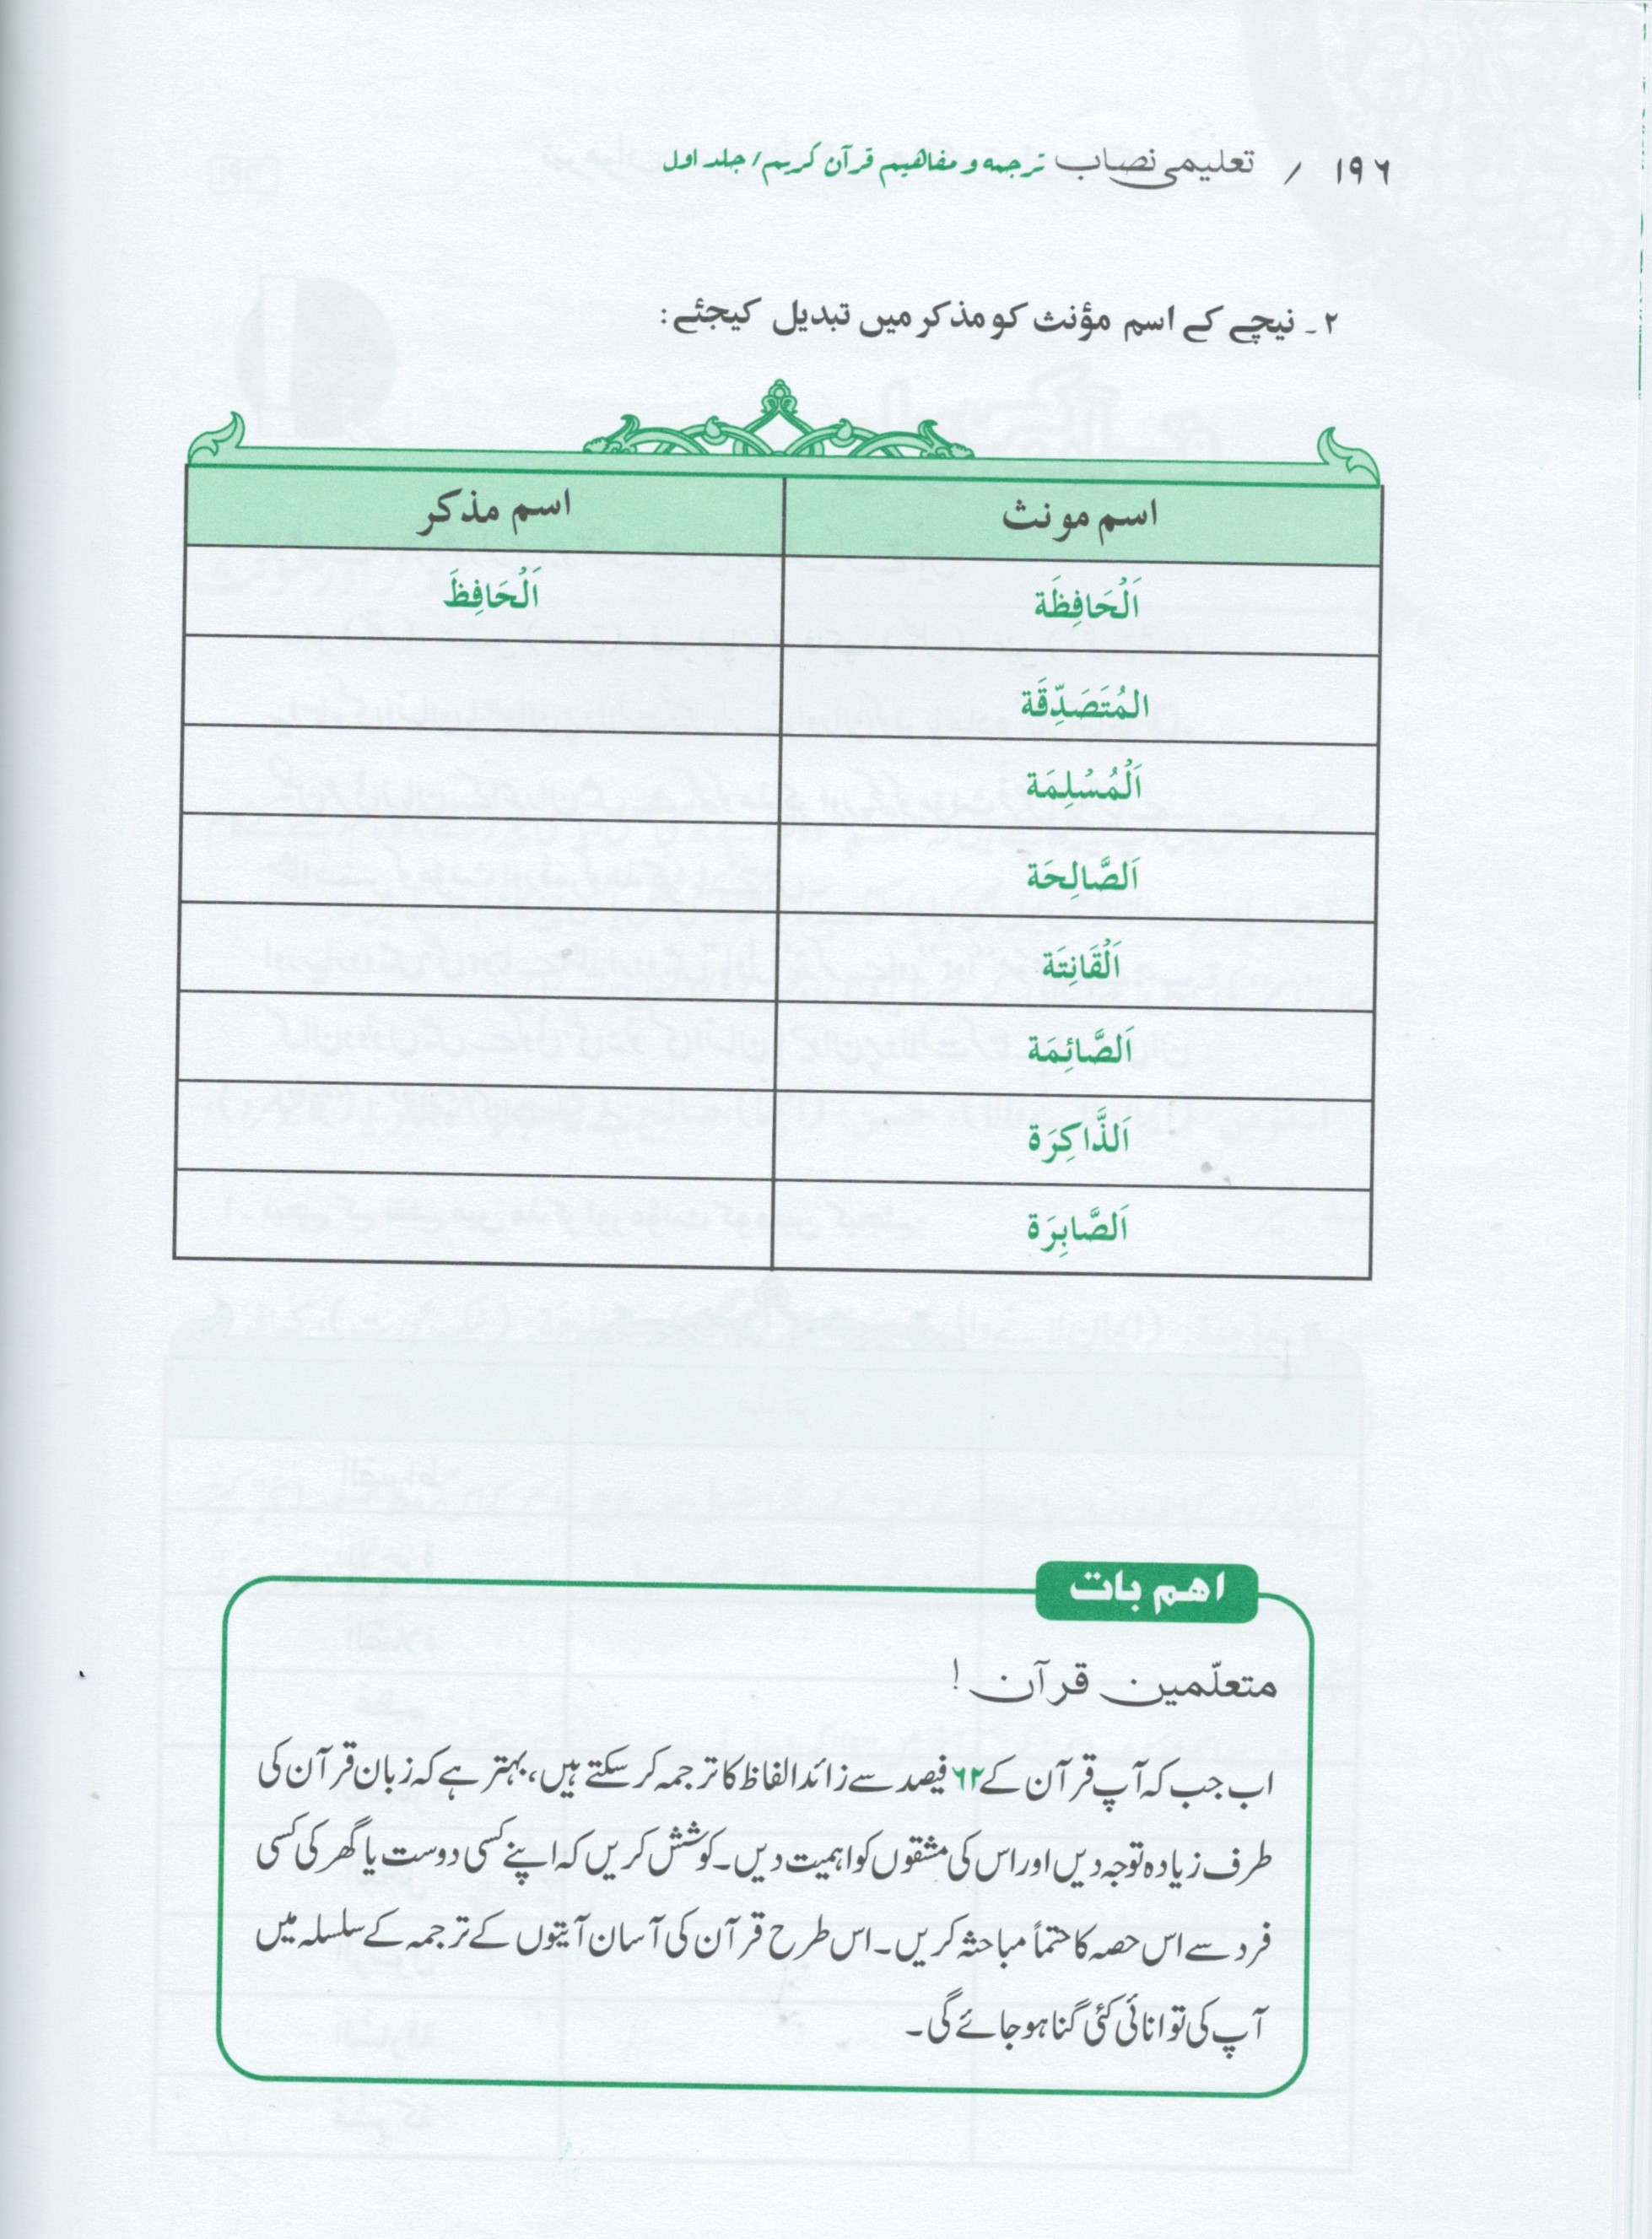 ۱۹۶ / تعلیمی نصاب ترجمه و مفاهیم قرآن کریم / جلد اول
۲ ـ نیچے کے اسم مؤنث کو مذکر میں تبدیل کیجئے:
اسم مونث اسم مذکر
اَلْحَافِظَة اَلْحَافِظَ
المُتَصَدِّقَة
اَلْمُسْلِمَة
اَلصَّالِحَة
اَلْقَانِتَة
اَلصَّائِمَة
اَلذَّاكِرَة
اَلصَّابِرَة
اهم بات
متعلّمین قرآن !
اب جب کہ آپ قرآن کے ۶۲ فیصد سے زائد الفاظ کا ترجمہ کر سکتے ہیں، بہتر ہے کہ زبان قرآن کی
طرف زیادہ توجہ دیں اور اس کی مشقوں کو اہمیت دیں۔ کوشش کریں کہ اپنے کسی دوست یا گھر کی کسی
فرد سے اس حصہ کا حتماً مباحثہ کریں۔ اس طرح قرآن کی آسان آیتوں کے ترجمہ کے سلسلہ میں
آپ کی توانائی کئی گنا ہو جائے گی۔